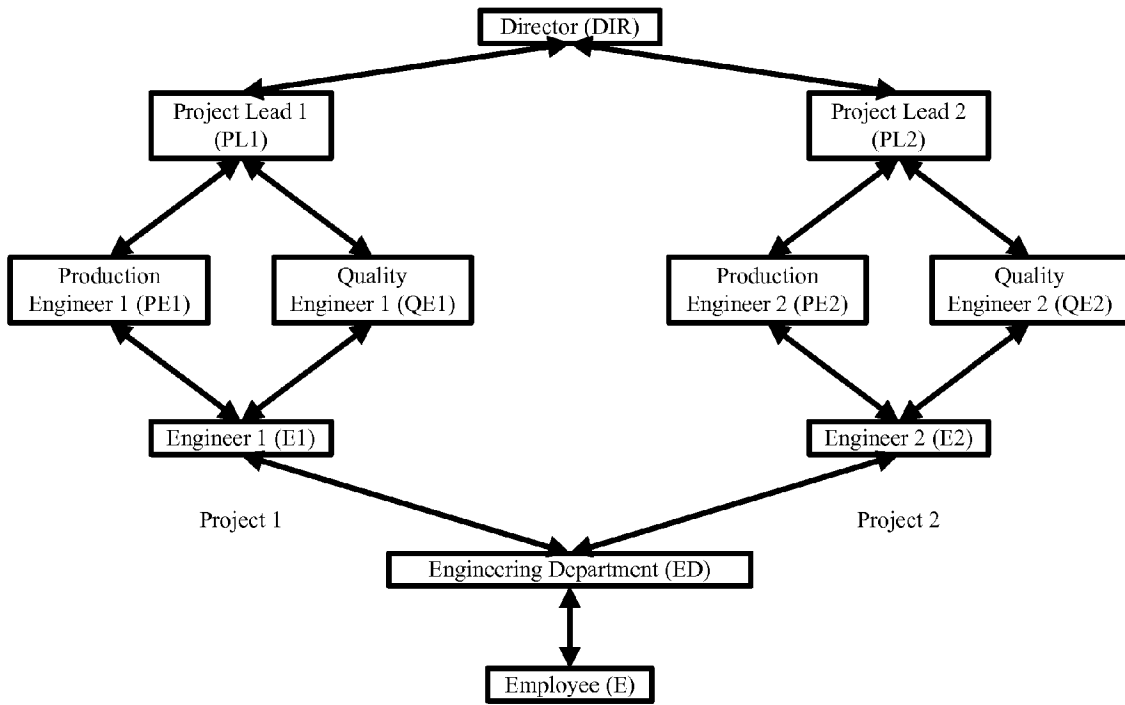 Director (DIR)
Project Lead 1
(PL1)
Project Lead 2
(PL2)
Production
Engineer 1 (PE1)
Quality
Engineer 1 (QE1)
Production
Engineer 2 (PE2)
Quality
Engineer 2 (QE2)
Engineer 1 (E1)
Engineer 2 (E2)
Project 1
Project 2
Engineering Department (ED)
Employee (E)